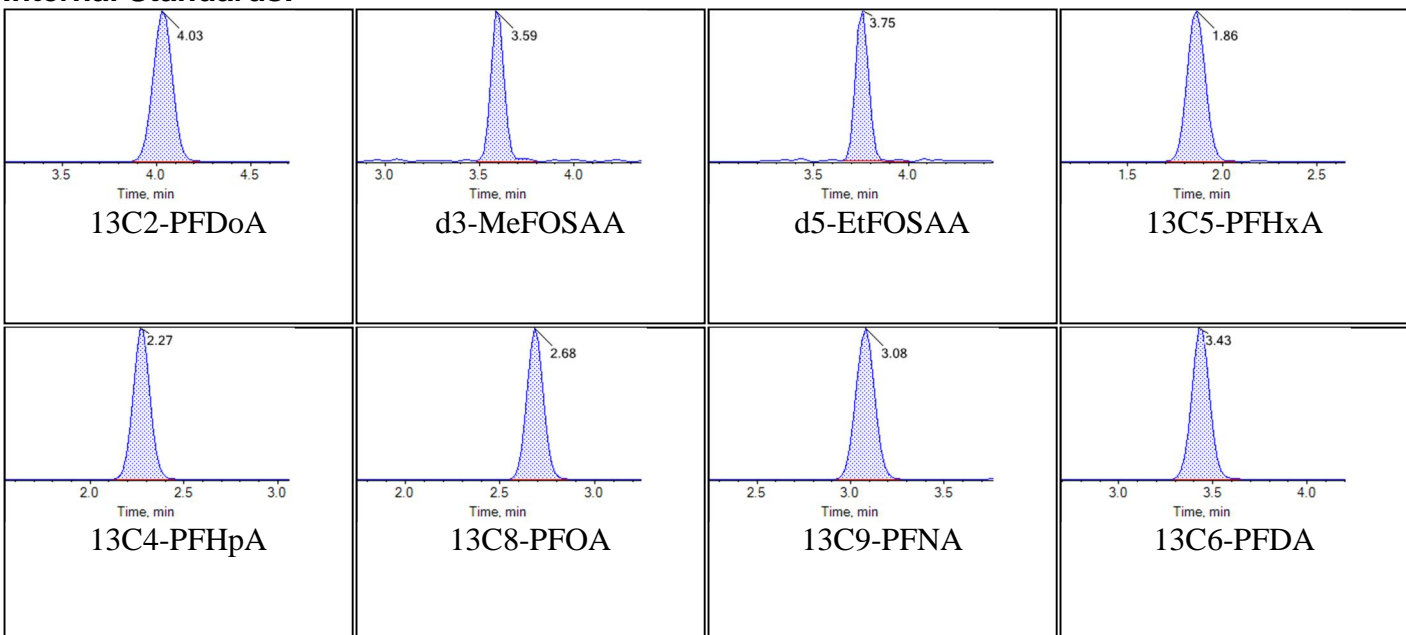 Internal Standards:
4.03
3.5 4.0 4.5
Time, min
13C2-PFDoA
3.59
3.0 3.5 4.0
Time, min
d3-MeFOSAA
3.75
3.5 4.0
Time, min
d5-EtFOSAA
1.86
1.5 2.0 2.5
Time, min
13C5-PFHxA
2.27
2.0 2.5 3.0
Time, min
13C4-PFHpA
2.68
2.0 2.5 3.0
Time, min
13C8-PFOA
3.08
2.5 3.0 3.5
Time, min
13C9-PFNA
3.43
3.0 3.5 4.0
Time, min
13C6-PFDA